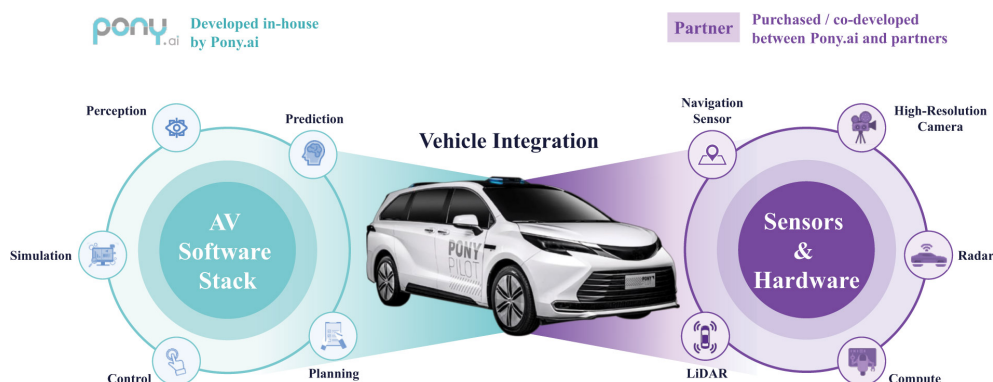 pony.ai
Developed in-house
by Pony.ai
Partner
Purchased / co-developed
between Pony.ai and partners
Perception
Prediction
Vehicle Integration
Navigation
Sensor
High-Resolution
Camera
AV
Software
Stack
Simulation
PONY
PILOT
Sensors
&
Hardware
Radar
Control
Planning
LiDAR
Compute